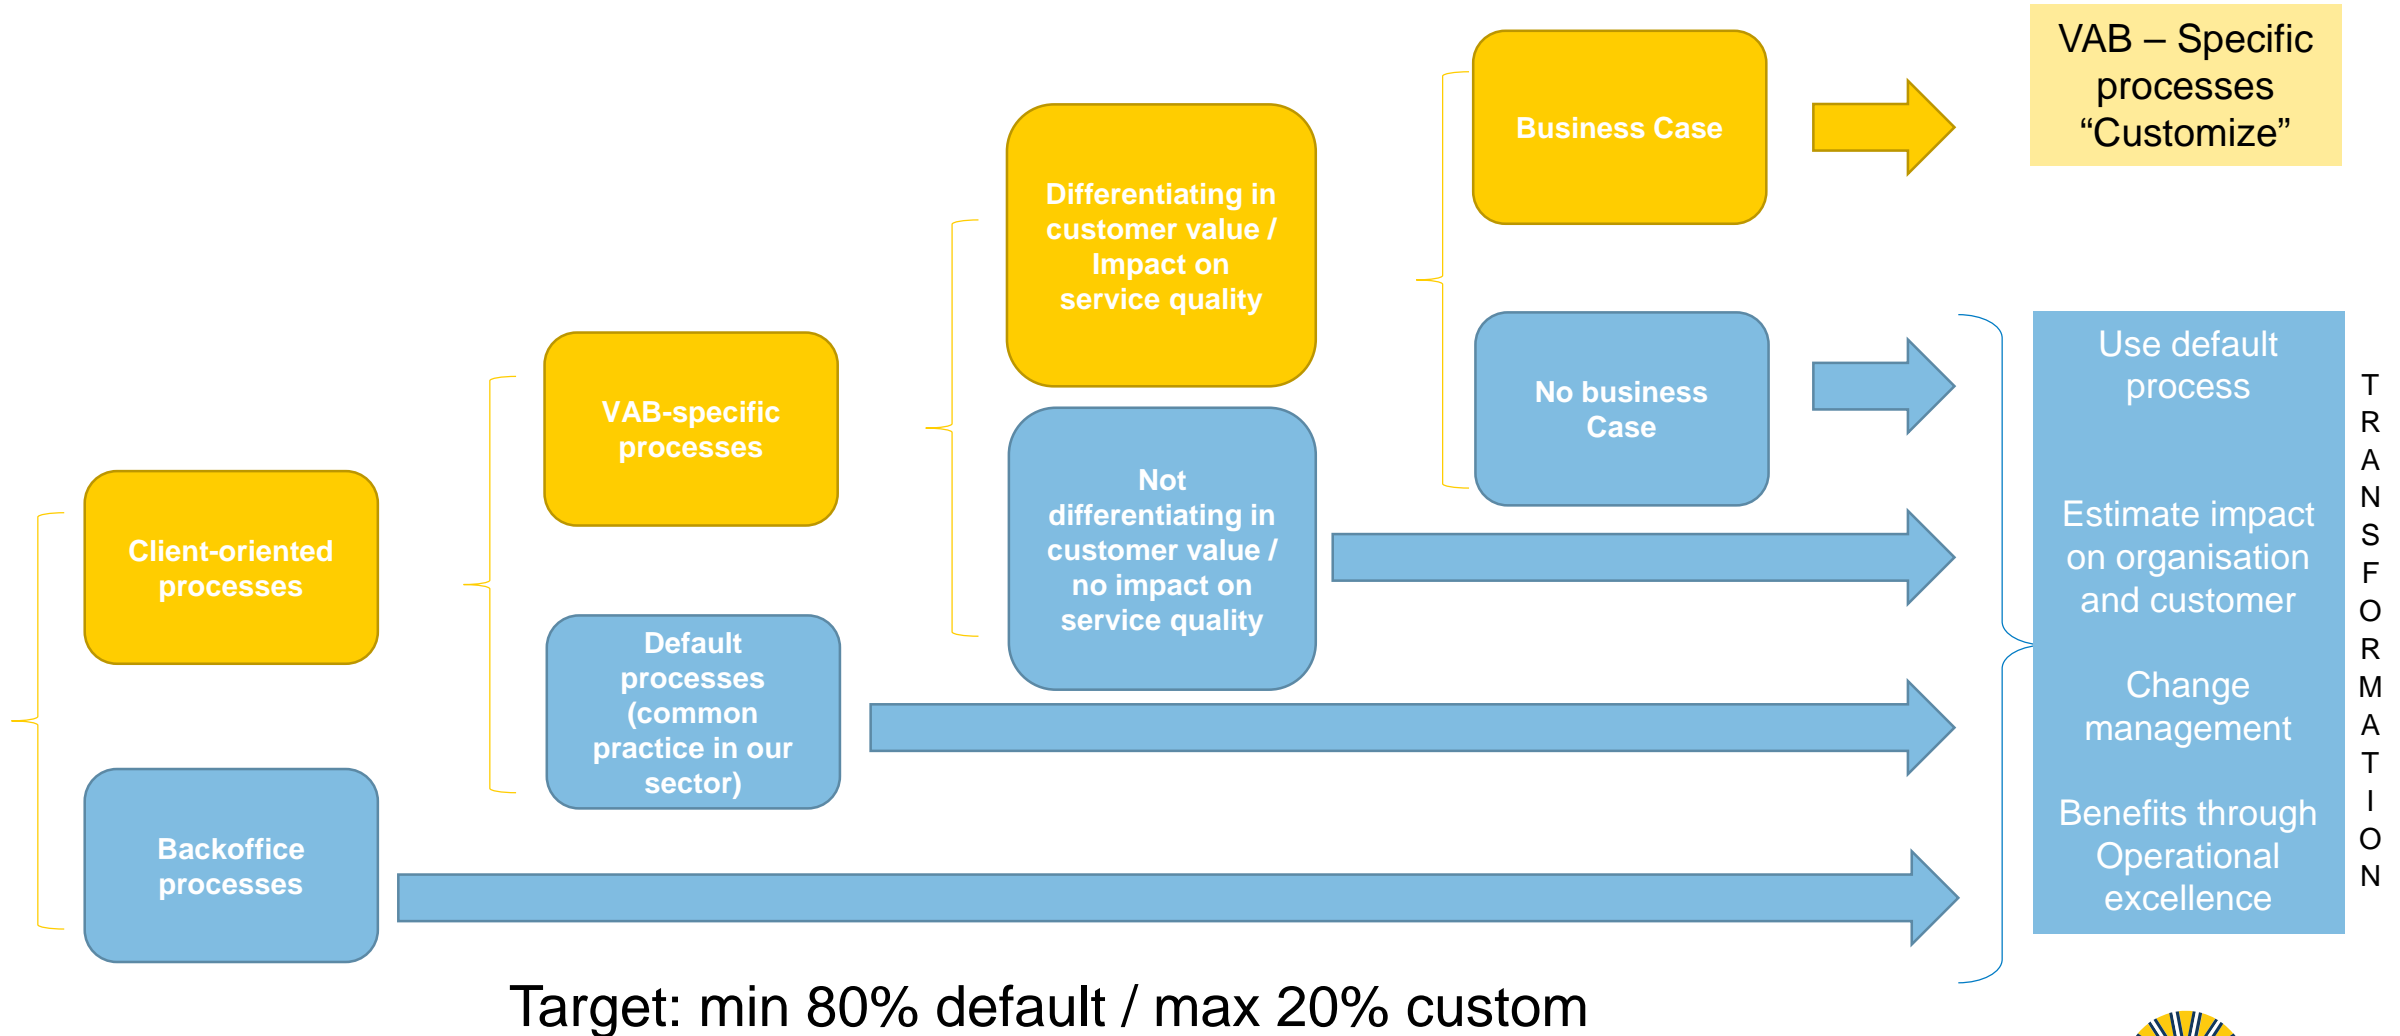 VAB – Specific
processes
“Customize”
Business Case
Differentiating in
customer value /
Impact on
service quality
VAB-specific
processes
Client-oriented
processes
No business
Case
Not
differentiating in
customer value /
no impact on
service quality
Default
processes
(common
practice in our
sector)
Backoffice
processes
Use default
process
Estimate impact
on organisation
and customer
Change
management
Benefits through
Operational
excellence
T
R
A
N
S
F
O
R
M
A
T
I
O
N
Target: min 80% default / max 20% custom